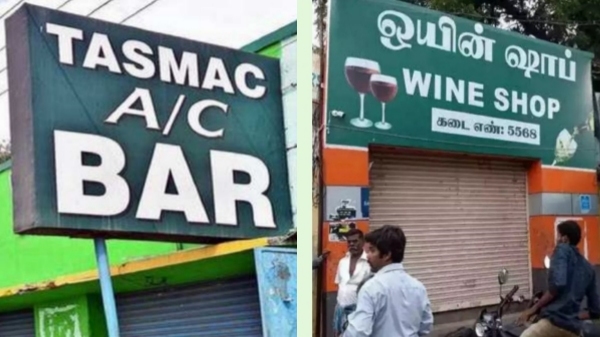 TASMAC
A/C
BAR
ஒயின் ஷாப்
WINE SHOP
கடை எண்: 5568